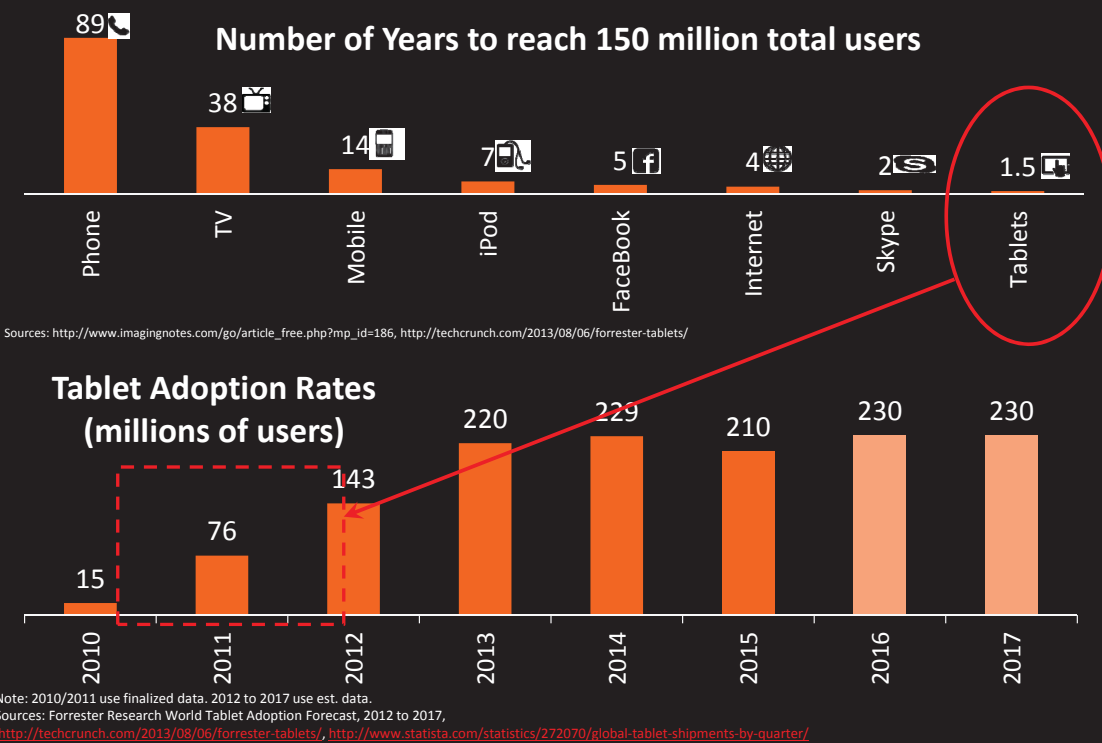 Number of Years to reach 150 million total users
89
38
14
7
5
f
4
2
S
1.5
Phone
TV
Mobile
iPod
FaceBook
Internet
Skype
Tablets
Sources: http://www.imagingnotes.com/go/article_free.php?mp_id=186, http://techcrunch.com/2013/08/06/forrester-tablets/
Tablet Adoption Rates
(millions of users)
15
76
143
220
229
210
230
230
2010
2011
2012
2013
2014
2015
2016
2017
Note: 2010/2011 use finalized data. 2012 to 2017 use est. data.
Sources: Forrester Research World Tablet Adoption Forecast, 2012 to 2017,
http://techcrunch.com/2013/08/06/forrester-tablets/, http://www.statista.com/statistics/272070/global-tablet-shipments-by-quarter/